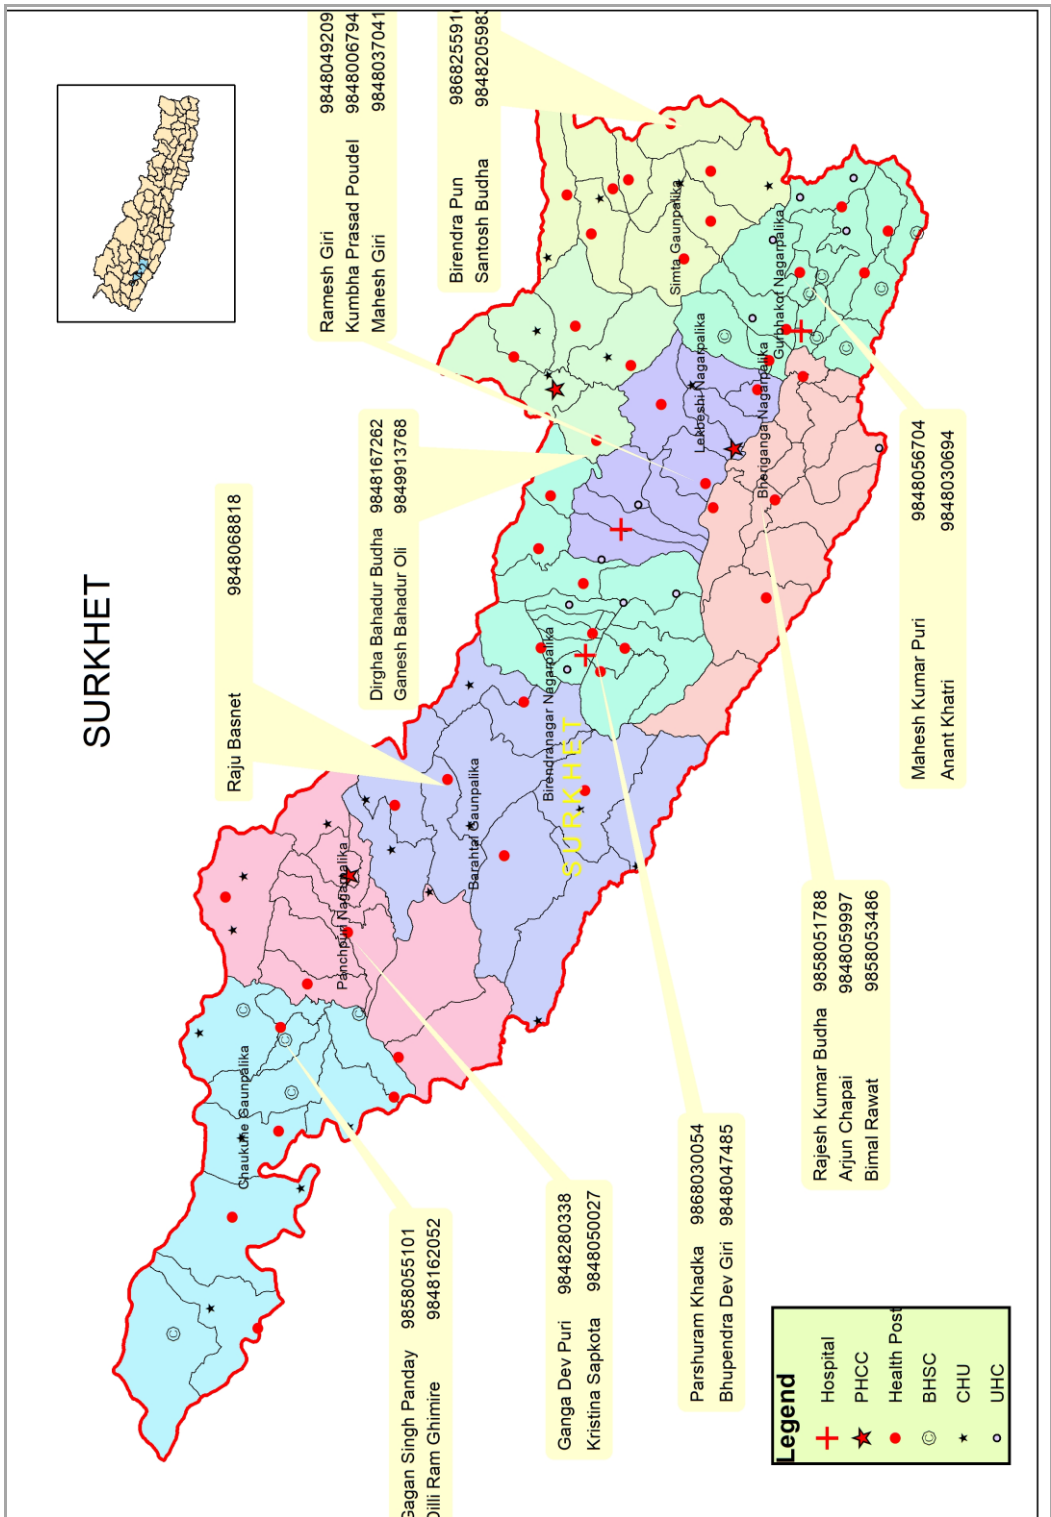 SURKHET
Ramesh Giri 9848049209
Kumbha Prasad Poudel 9848006794
Mahesh Giri 9848037041
Birendra Pun 986825591
Santosh Budha 984820598
Dirgha Bahadur Budha 9848167262
Ganesh Bahadur Oli 9849913768
Raju Basnet 9848068818
Simta Gaunpalika
Gurbhakot Nagarpalika
Lekbeshi Nagarpalika
Bheriganga Nagarpalika
Birendranagar Nagarpalika
SURKHET
Barahtal Gaunpalika
Panchpuri Nagarpalika
Chaukune Gaunpalika
Mahesh Kumar Puri 9848056704
Anant Khatri 9848030694
Rajesh Kumar Budha 9858051788
Arjun Chapai 9848059997
Bimal Rawat 9858053486
Parshuram Khadka 9868030054
Bhupendra Dev Giri 9848047485
Ganga Dev Puri 9848280338
Kristina Sapkota 9848050027
Gagan Singh Panday 9858055101
Dilli Ram Ghimire 9848162052
Legend
Hospital
PHCC
Health Post
BHSC
CHU
UHC